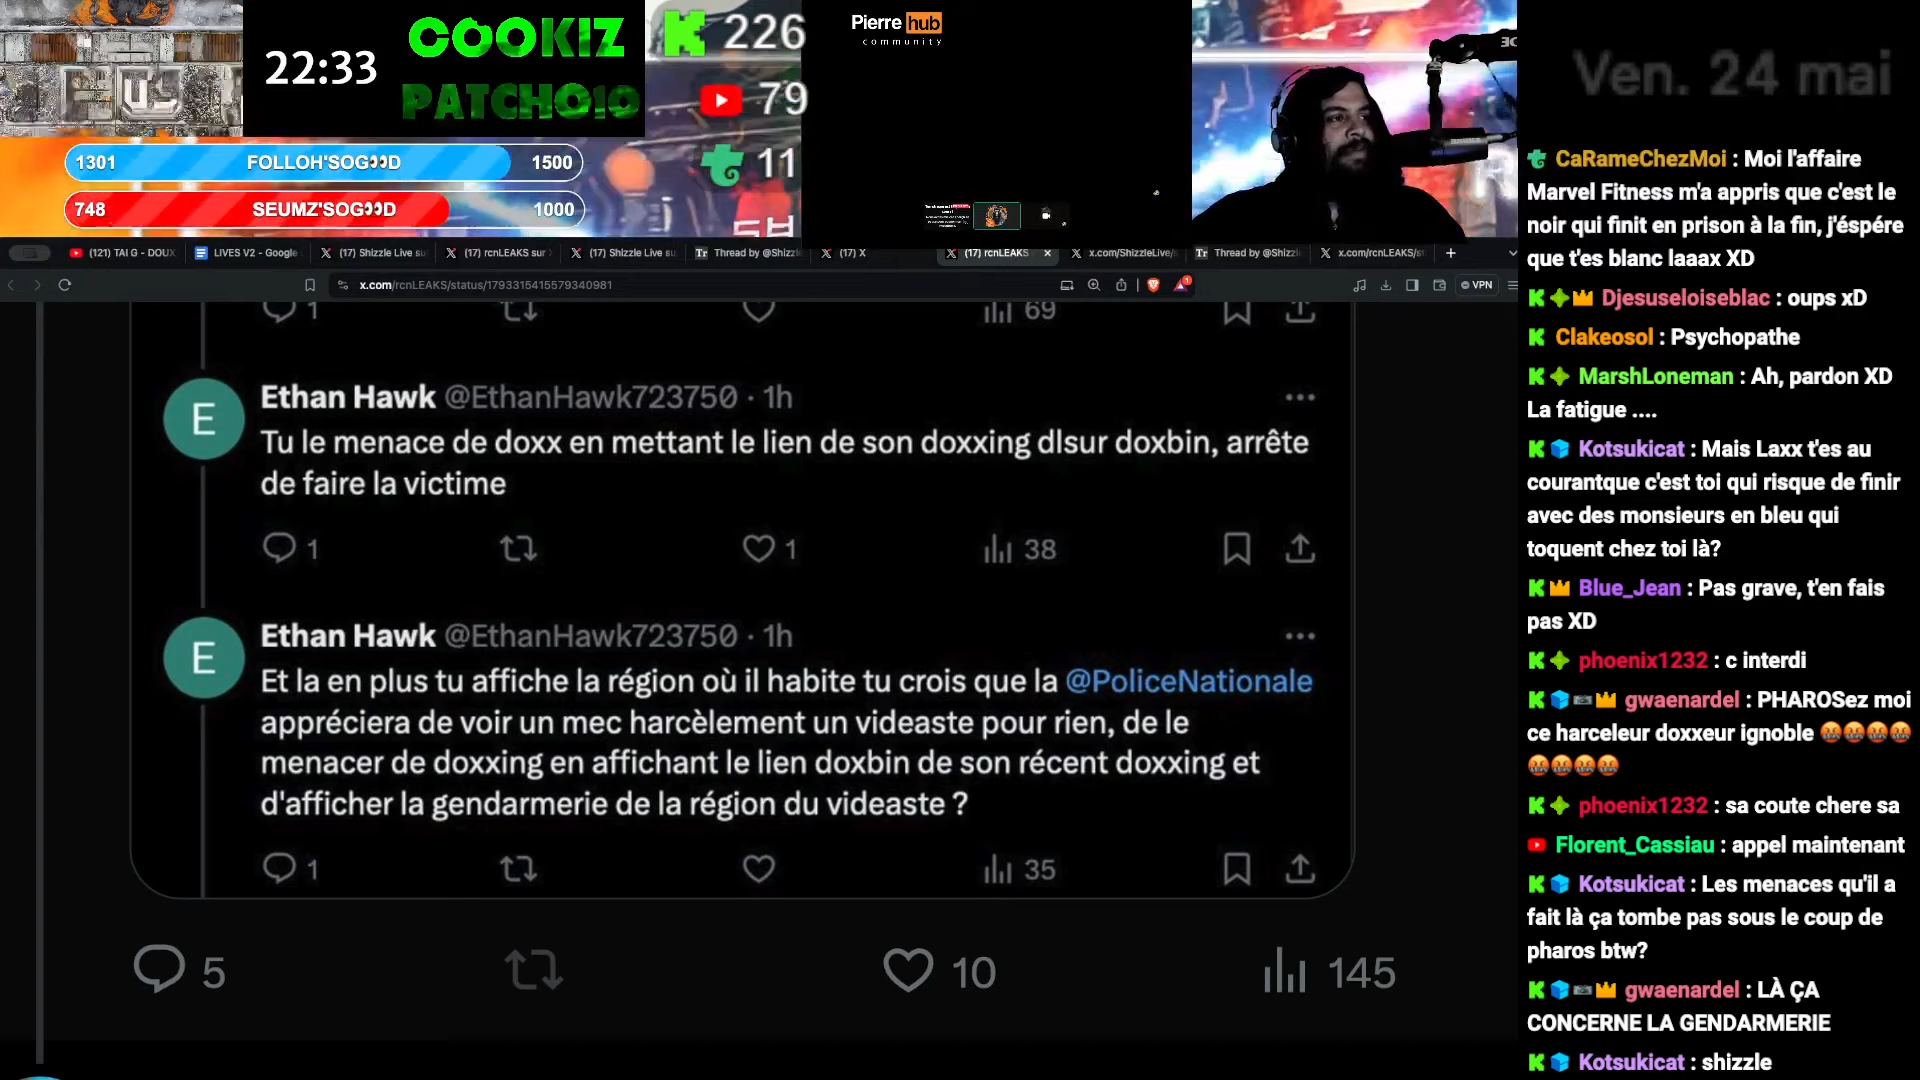 22:33
COOKIZ
PATCHO!O
226
79
11
Pierre hub
community
Ven. 24 mai
1301 FOLLOH'SOG👀D 1500
748 SEUMZ'SOG👀D 1000
(121) TAI G - DOUX
LIVES V2 - Google
(17) Shizzle Live su
(17) rcnLEAKS sur
(17) Shizzle Live su
Thread by @Shizzl
(17) X
(17) rcnLEAKS
x.com/ShizzleLive/s
Thread by @Shizzl
x.com/rcnLEAKS/st
x.com/rcnLEAKS/status/1793315415579340981
VPN
1
69
E
Ethan Hawk @EthanHawk723750 · 1h
Tu le menace de doxx en mettant le lien de son doxxing dlsur doxbin, arrête
de faire la victime
1 1 38
E
Ethan Hawk @EthanHawk723750 · 1h
Et la en plus tu affiche la région où il habite tu crois que la @PoliceNationale
appréciera de voir un mec harcèlement un videaste pour rien, de le
menacer de doxxing en affichant le lien doxbin de son récent doxxing et
d'afficher la gendarmerie de la région du videaste ?
1 35
5 10 145
CaRameChezMoi : Moi l'affaire
Marvel Fitness m'a appris que c'est le
noir qui finit en prison à la fin, j'éspére
que t'es blanc laaax XD
Djesuseloiseblac : oups xD
Clakeosol : Psychopathe
MarshLoneman : Ah, pardon XD
La fatigue ....
Kotsukicat : Mais Laxx t'es au
courantque c'est toi qui risque de finir
avec des monsieurs en bleu qui
toquent chez toi là?
Blue_Jean : Pas grave, t'en fais
pas XD
phoenix1232 : c interdi
gwaenardel : PHAROSez moi
ce harceleur doxxeur ignoble 🤬🤬🤬🤬
🤬🤬🤬🤬
phoenix1232 : sa coute chere sa
Florent_Cassiau : appel maintenant
Kotsukicat : Les menaces qu'il a
fait là ça tombe pas sous le coup de
pharos btw?
gwaenardel : LÀ ÇA
CONCERNE LA GENDARMERIE
Kotsukicat : shizzle